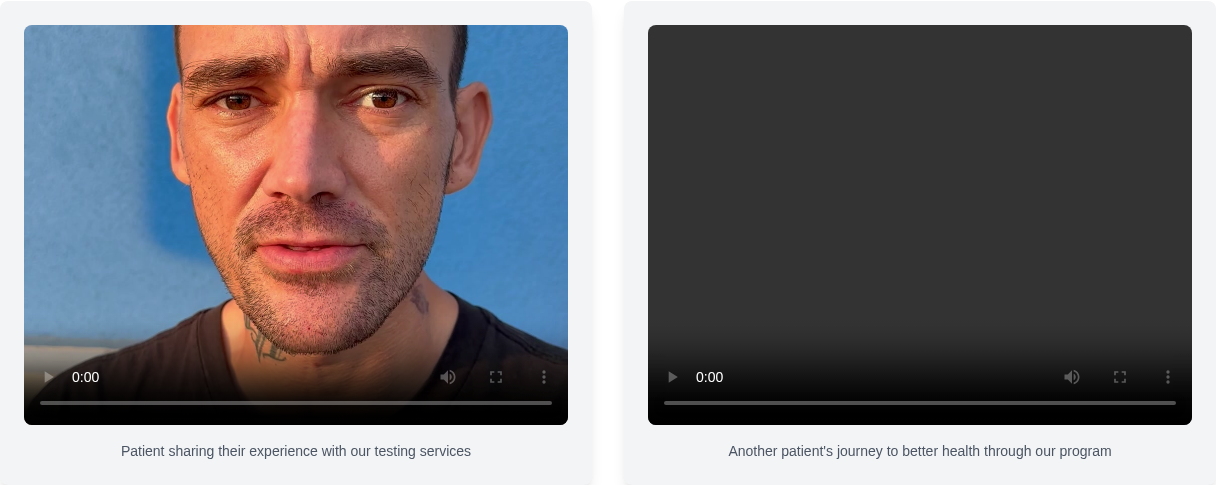 0:00
0:00
Patient sharing their experience with our testing services
Another patient's journey to better health through our program